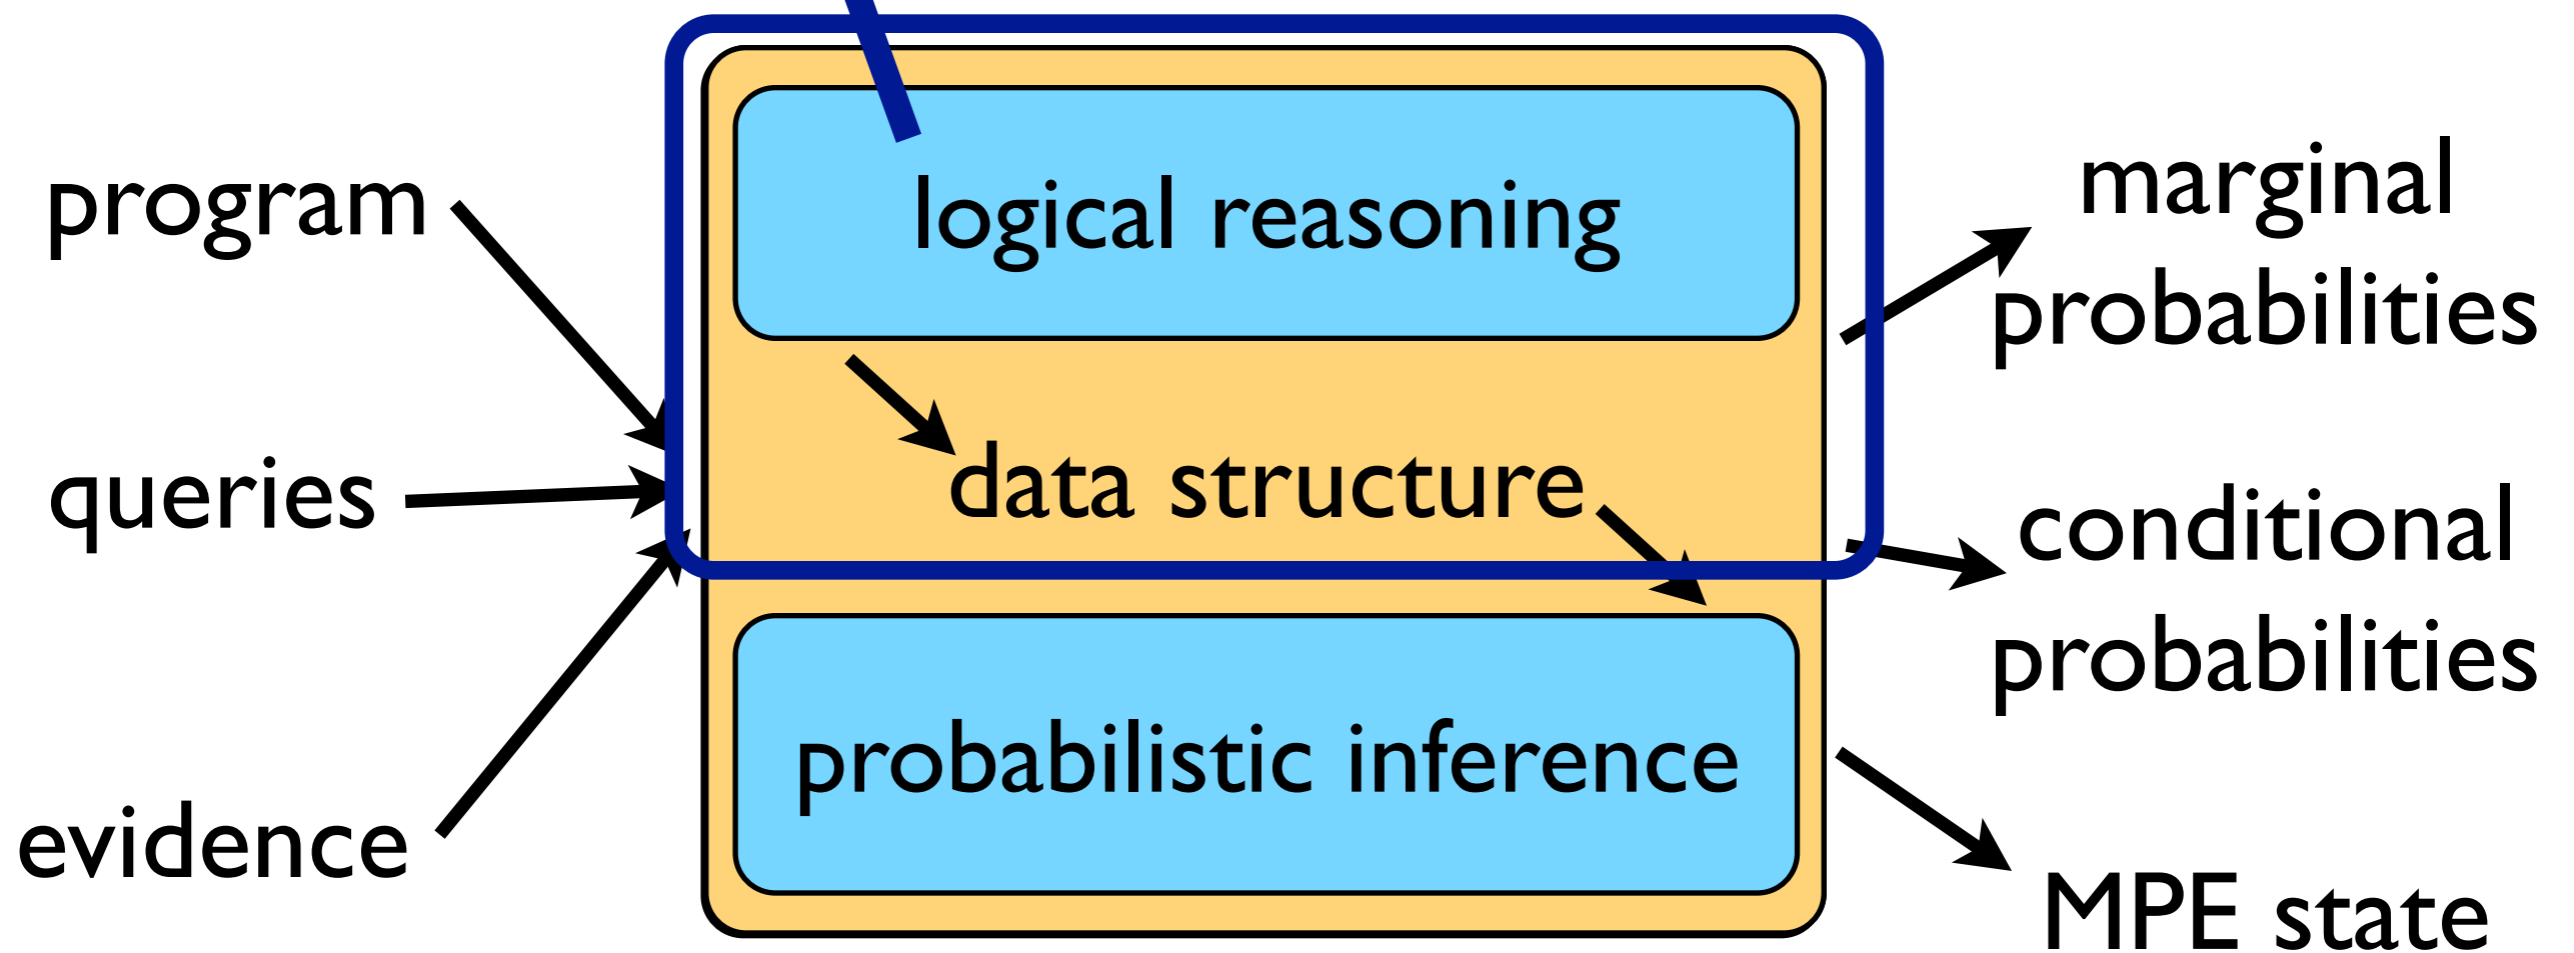 program
queries
evidence
logical reasoning
data structure
probabilistic inference
marginal
probabilities
conditional
probabilities
MPE state